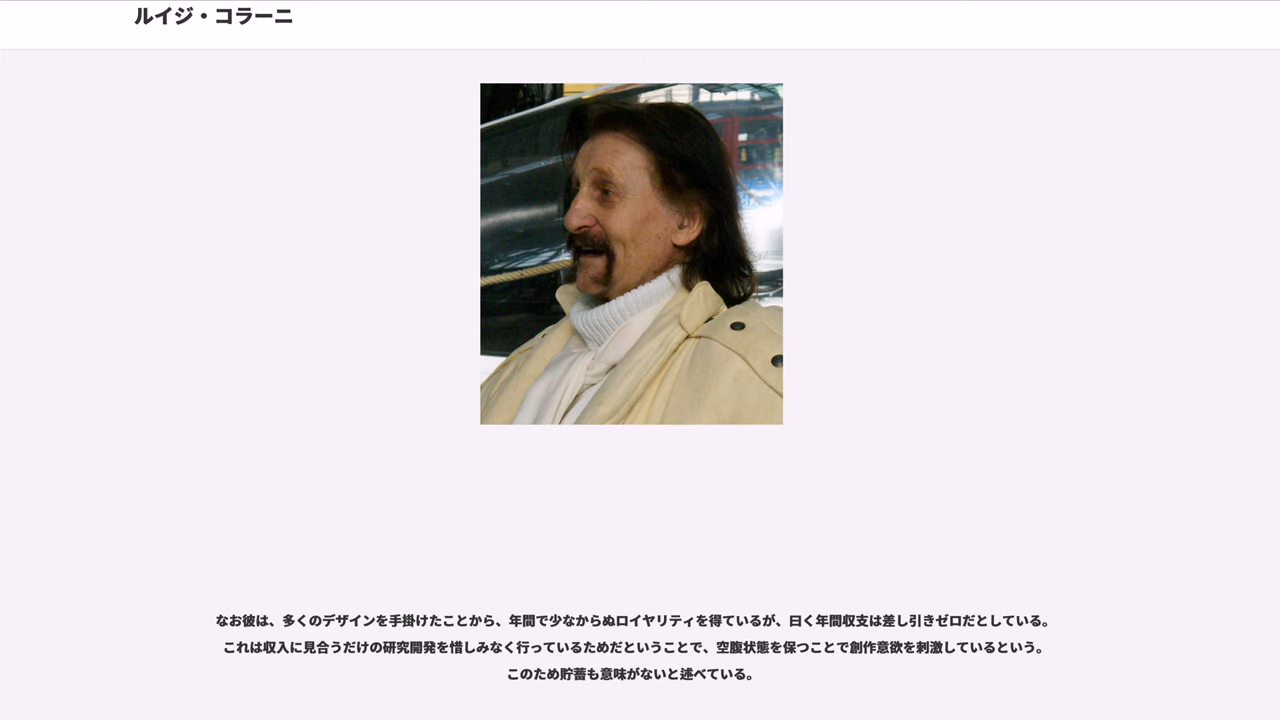 ルイジ・コラーニ
なお彼は、多くのデザインを手掛けたことから、年間で少なからぬロイヤリティを得ているが、曰く年間収支は差し引きゼロだとしている。
これは収入に見合うだけの研究開発を惜しみなく行っているためだということで、空腹状態を保つことで創作意欲を刺激しているという。
このため貯蓄も意味がないと述べている。